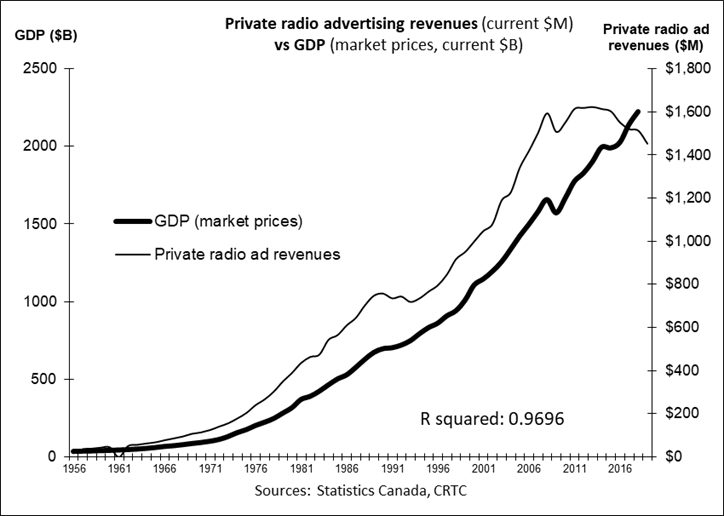 Private radio advertising revenues (current $M)
vs GDP (market prices, current $B)
GDP ($B)
Private radio ad
revenues ($M)
2500
2000
1500
1000
500
0
$1,800
$1,600
$1,400
$1,200
$1,000
$800
$600
$400
$200
$0
GDP (market prices)
Private radio ad revenues
R squared: 0.9696
1956 1961 1966 1971 1976 1981 1986 1991 1996 2001 2006 2011 2016
Sources: Statistics Canada, CRTC